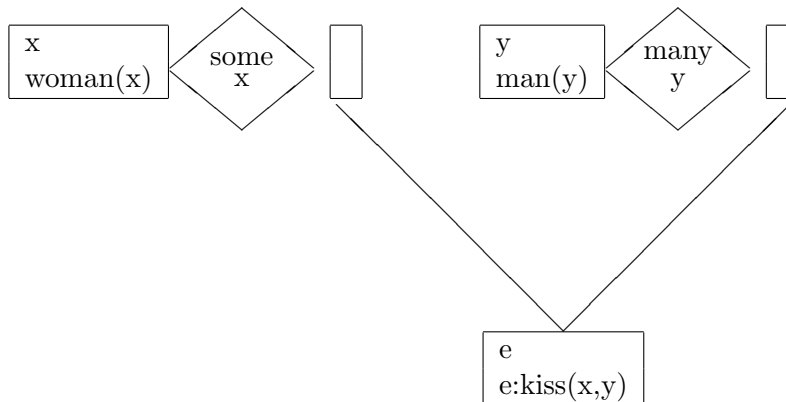 x
woman(x)
some
x
y
man(y)
many
y
e
e:kiss(x,y)